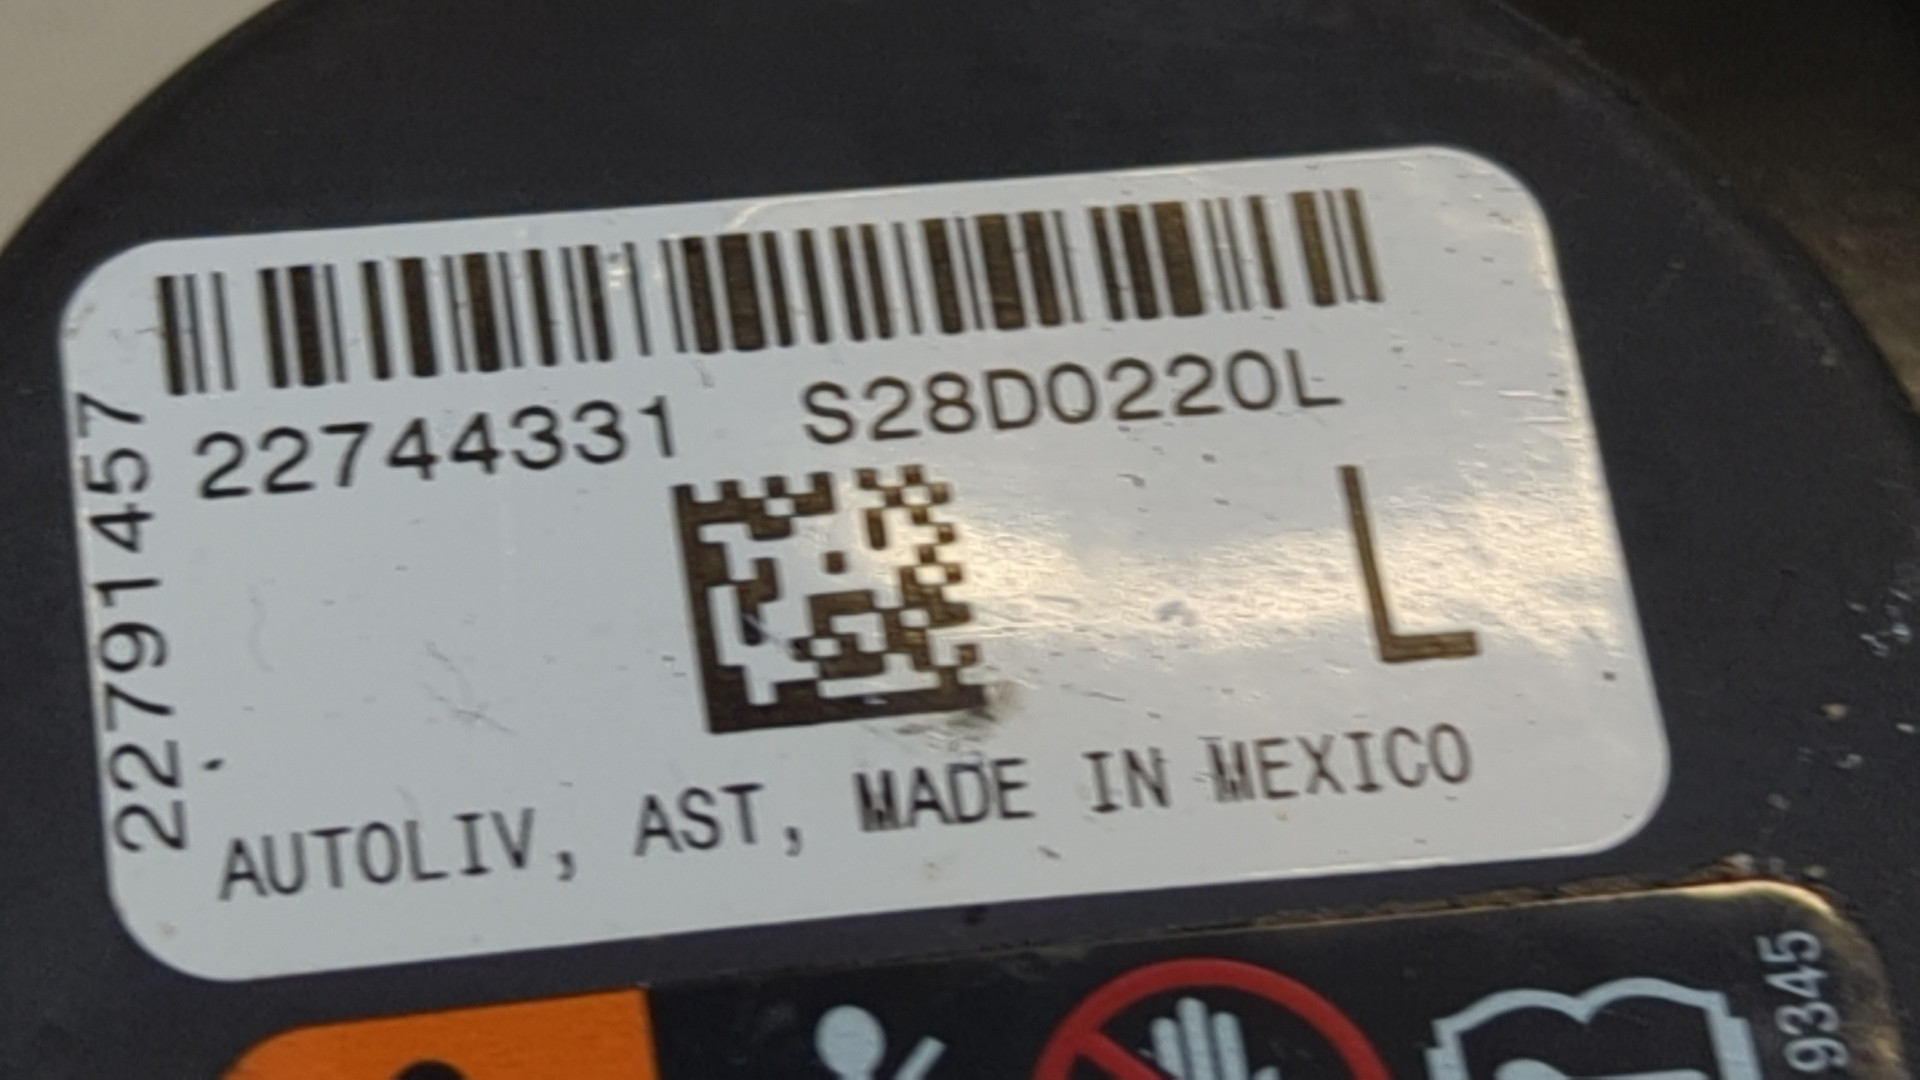 22744331 S28D0220L
22791457
L
AUTOLIV, AST, MADE IN MEXICO
9345